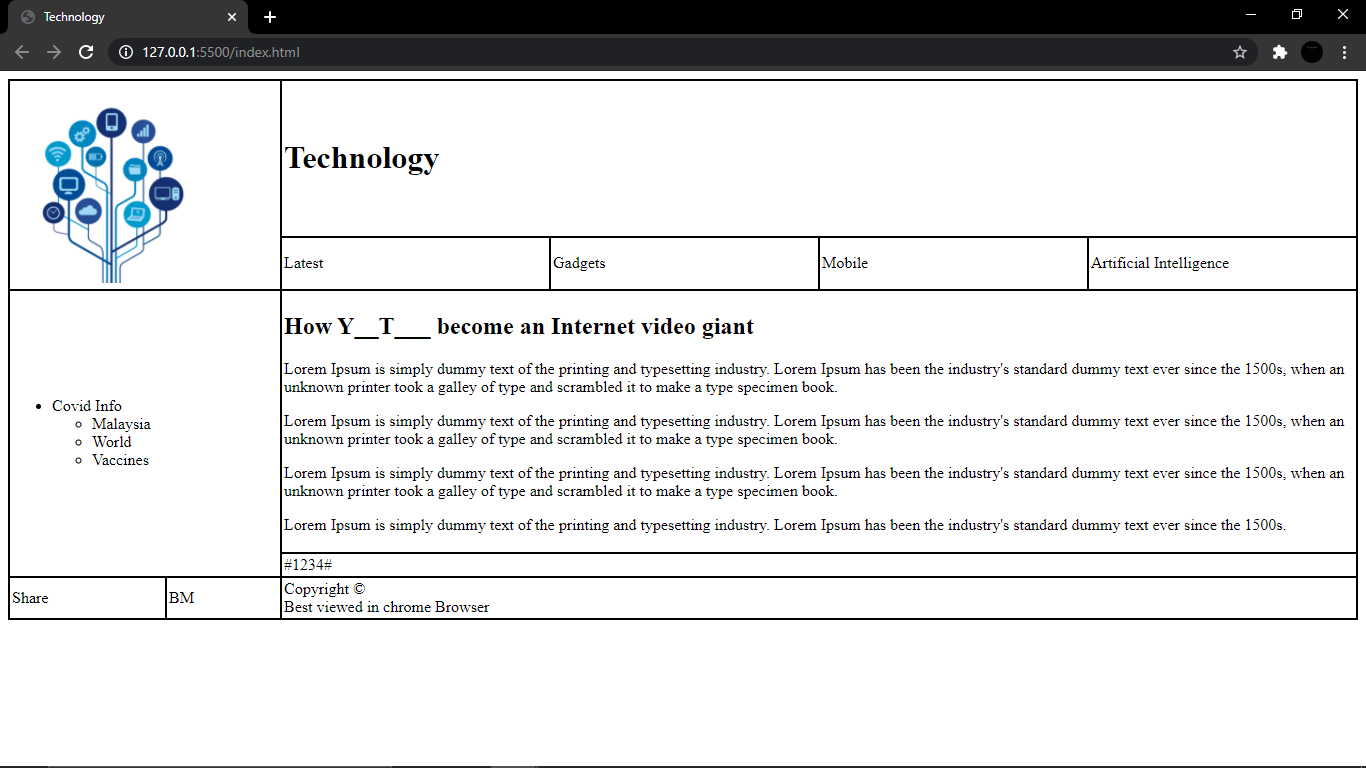 Technology
127.0.0.1:5500/index.html
Technology
Latest
Gadgets
Mobile
Artificial Intelligence
How Y__T___ become an Internet video giant
Lorem Ipsum is simply dummy text of the printing and typesetting industry. Lorem Ipsum has been the industry's standard dummy text ever since the 1500s, when an
unknown printer took a galley of type and scrambled it to make a type specimen book.
Lorem Ipsum is simply dummy text of the printing and typesetting industry. Lorem Ipsum has been the industry's standard dummy text ever since the 1500s, when an
unknown printer took a galley of type and scrambled it to make a type specimen book.
Lorem Ipsum is simply dummy text of the printing and typesetting industry. Lorem Ipsum has been the industry's standard dummy text ever since the 1500s, when an
unknown printer took a galley of type and scrambled it to make a type specimen book.
Lorem Ipsum is simply dummy text of the printing and typesetting industry. Lorem Ipsum has been the industry's standard dummy text ever since the 1500s.
Covid Info
Malaysia
World
Vaccines
#1234#
Share
BM
Copyright ©
Best viewed in chrome Browser